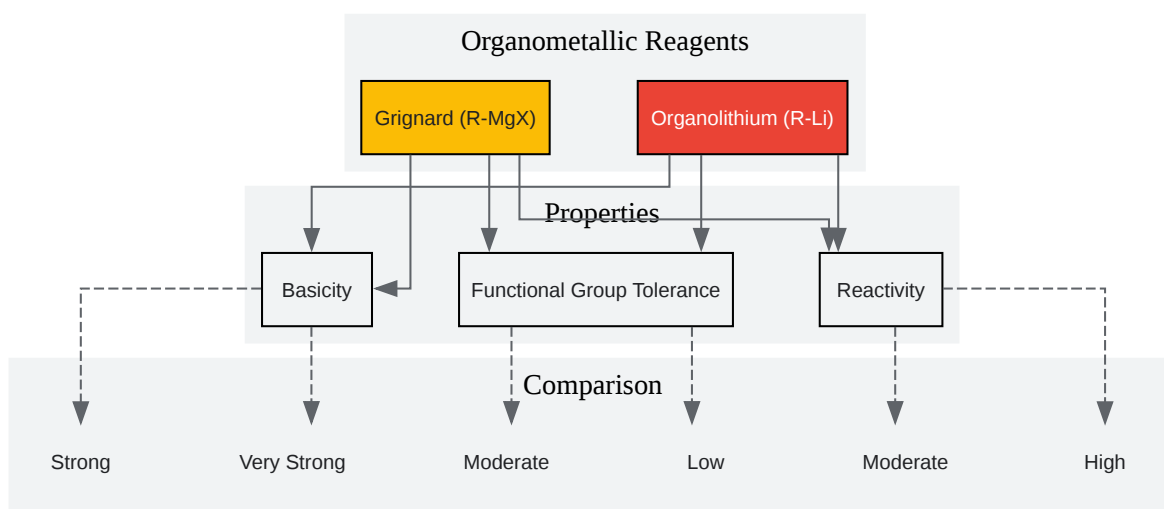 Organometallic Reagents
Grignard (R-MgX)
Organolithium (R-Li)
Properties
Basicity
Functional Group Tolerance
Reactivity
Comparison
Strong
Very Strong
Moderate
Low
Moderate
High